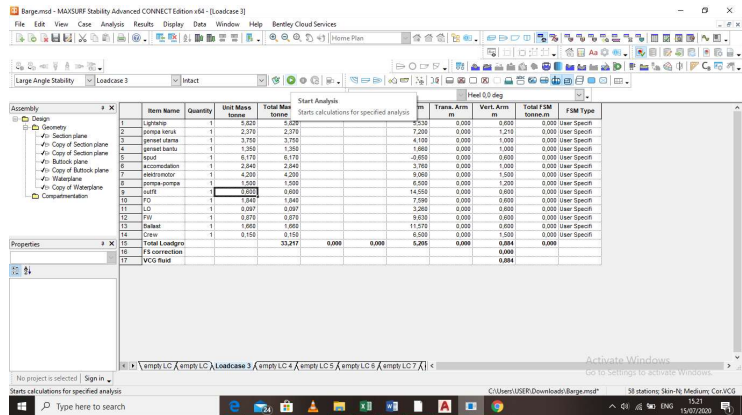 Barge.msd - MAXSURF Stability Advanced CONNECT Edition x64 - [Loadcase 3]
File Edit View Case Analysis Results Display Data Window Help Bentley Cloud Services
Home Plan
Large Angle Stability Loadcase 3 Intact
Heel 0,0 deg
Start Analysis
Starts calculations for specified analysis
Assembly
Design
Geometry
Section plane
Copy of Section plane
Copy of Section plane
Buttock plane
Copy of Buttock plane
Waterplane
Waterplane
Copy of Waterplane
Compartmentation
Properties
Item Name Quantity Unit Mass tonne Total Mass tonne rm Trans. Arm m Vert. Arm m Total FSM tonne.m FSM Type
1 Lightship 1 5,820 5,820 5,530 0,000 0,600 0,000 User Specifi
2 pompa keruk 1 2,370 2,370 7,200 0,000 1,210 0,000 User Specifi
3 genset utama 1 3,750 3,750 4,100 0,000 1,000 0,000 User Specifi
4 genset bantu 1 1,350 1,350 1,660 0,000 1,000 0,000 User Specifi
5 spud 1 6,170 6,170 -0,650 0,000 0,600 0,000 User Specifi
6 accomodation 1 2,840 2,840 3,760 0,000 1,000 0,000 User Specifi
7 elektromotor 1 4,200 4,200 9,060 0,000 1,500 0,000 User Specifi
8 pompa-pompa 1 1,500 1,500 6,500 0,000 1,200 0,000 User Specifi
9 outfit 1 0,600 0,600 14,550 0,000 0,600 0,000 User Specifi
10 FO 1 1,840 1,840 7,590 0,000 0,600 0,000 User Specifi
11 LO 1 0,097 0,097 3,260 0,000 0,600 0,000 User Specifi
12 FW 1 0,870 0,870 9,630 0,000 0,600 0,000 User Specifi
13 Ballast 1 1,660 1,660 11,570 0,000 0,600 0,000 User Specifi
14 Crew 1 0,150 0,150 6,500 0,000 1,500 0,000 User Specifi
15 Total Loadgro 33,217 0,000 0,000 5,205 0,000 0,884 0,000
16 FS correction 0,000
17 VCG fluid 0,884
empty LC empty LC Loadcase 3 empty LC 4 empty LC 5 empty LC 6 empty LC 7
Activate Windows
Go to Settings to activate Windows.
No project is selected Sign in
Starts calculations for specified analysis C:\Users\USER\Downloads\Barge.msd* 58 stations; Skin-N; Medium; Cor.VCG
Type here to search
ENG
15.21
15/07/2020